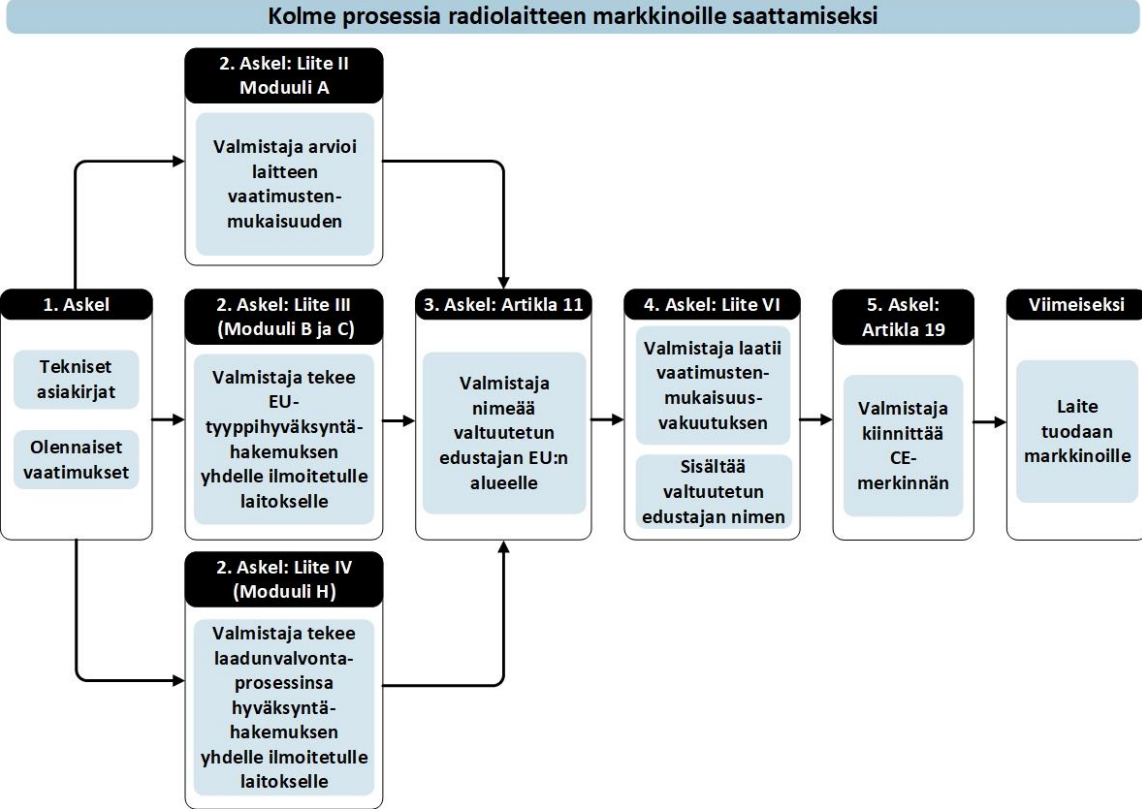 Kolme prosessia radiolaitteen markkinoille saattamiseksi
2. Askel: Liite II
Moduuli A
Valmistaja arvioi
laitteen
vaatimusten-
mukaisuuden
1. Askel
Tekniset
asiakirjat
Olennaiset
vaatimukset
2. Askel: Liite III
(Moduuli B ja C)
Valmistaja tekee
EU-
tyyppihyväksyntä-
hakemuksen
yhdelle ilmoitetulle
laitokselle
2. Askel: Liite IV
(Moduuli H)
Valmistaja tekee
laadunvalvonta-
prosessinsa
hyväksyntä-
hakemuksen
yhdelle ilmoitetulle
laitokselle
3. Askel: Artikla 11
Valmistaja
nimeää
valtuutetun
edustajan EU:n
alueelle
4. Askel: Liite VI
Valmistaja laatii
vaatimusten-
mukaisuus-
vakuutuksen
Sisältää
valtuutetun
edustajan nimen
5. Askel:
Artikla 19
Valmistaja
kiinnittää
CE-
merkinnän
Viimeiseksi
Laite
tuodaan
markkinoille